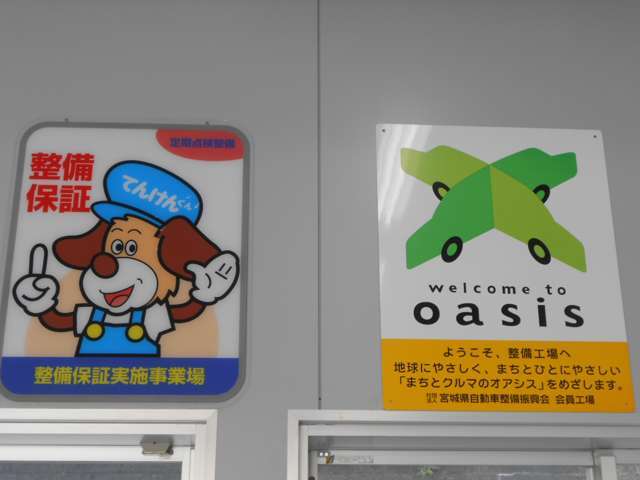 定期点検整備
整備
保証
てんけんくん
整備保証実施事業場
welcome to
oasis
ようこそ、整備工場へ
地球にやさしく、まちとひとにやさしい
「まちとクルマのオアシス」をめざします。
宮城県自動車整備振興会 会員工場